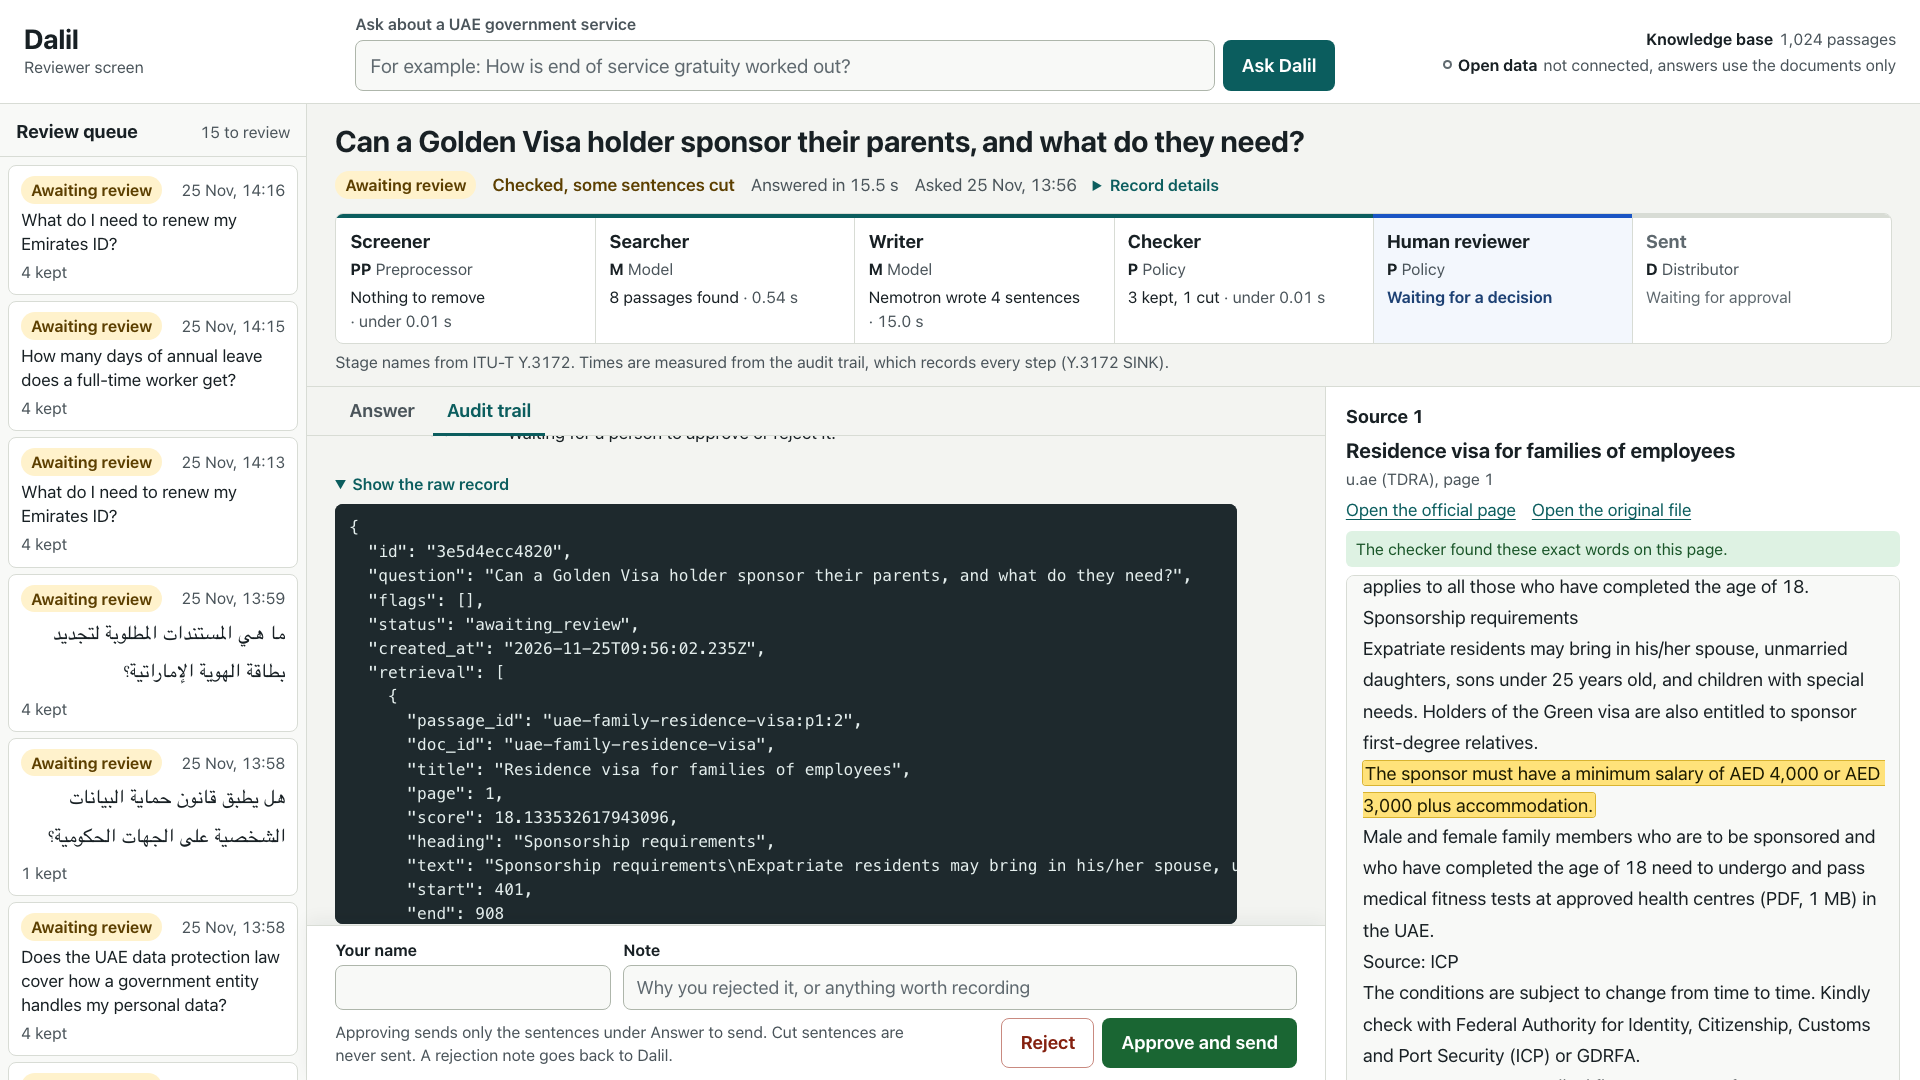 Dalil
Reviewer screen
Ask about a UAE government service
For example: How is end of service gratuity worked out?
Ask Dalil
Knowledge base 1,024 passages
Open data not connected, answers use the documents only
Review queue
15 to review
Awaiting review
25 Nov, 14:16
What do I need to renew my
Emirates ID?
4 kept
Awaiting review
25 Nov, 14:15
How many days of annual leave
does a full-time worker get?
4 kept
Awaiting review
25 Nov, 14:13
What do I need to renew my
Emirates ID?
4 kept
Awaiting review
25 Nov, 13:59
ما هي المستندات المطلوبة لتجديد
بطاقة الهوية الإماراتية؟
4 kept
Awaiting review
25 Nov, 13:58
هل يطبق قانون حماية البيانات
الشخصية على الجهات الحكومية؟
1 kept
Awaiting review
25 Nov, 13:58
Does the UAE data protection law
cover how a government entity
handles my personal data?
4 kept
Can a Golden Visa holder sponsor their parents, and what do they need?
Awaiting review
Checked, some sentences cut
Answered in 15.5 s
Asked 25 Nov, 13:56
▶ Record details
Screener
PP Preprocessor
Nothing to remove
· under 0.01 s
Searcher
M Model
8 passages found · 0.54 s
Writer
M Model
Nemotron wrote 4 sentences
· 15.0 s
Checker
P Policy
3 kept, 1 cut · under 0.01 s
Human reviewer
P Policy
Waiting for a decision
Sent
D Distributor
Waiting for approval
Stage names from ITU-T Y.3172. Times are measured from the audit trail, which records every step (Y.3172 SINK).
Answer
Audit trail
Waiting for a person to approve or reject it.
▼ Show the raw record
{
"id": "3e5d4ecc4820",
"question": "Can a Golden Visa holder sponsor their parents, and what do they need?",
"flags": [],
"status": "awaiting_review",
"created_at": "2026-11-25T09:56:02.235Z",
"retrieval": [
{
"passage_id": "uae-family-residence-visa:p1:2",
"doc_id": "uae-family-residence-visa",
"title": "Residence visa for families of employees",
"page": 1,
"score": 18.133532617943096,
"heading": "Sponsorship requirements",
"text": "Sponsorship requirements\nExpatriate residents may bring in his/her spouse, u
"start": 401,
"end": 908
Your name
Note
Why you rejected it, or anything worth recording
Approving sends only the sentences under Answer to send. Cut sentences are
never sent. A rejection note goes back to Dalil.
Reject
Approve and send
Source 1
Residence visa for families of employees
u.ae (TDRA), page 1
Open the official page
Open the original file
The checker found these exact words on this page.
applies to all those who have completed the age of 18.
Sponsorship requirements
Expatriate residents may bring in his/her spouse, unmarried
daughters, sons under 25 years old, and children with special
needs. Holders of the Green visa are also entitled to sponsor
first-degree relatives.
The sponsor must have a minimum salary of AED 4,000 or AED
3,000 plus accommodation.
Male and female family members who are to be sponsored and
who have completed the age of 18 need to undergo and pass
medical fitness tests at approved health centres (PDF, 1 MB) in
the UAE.
Source: ICP
The conditions are subject to change from time to time. Kindly
check with Federal Authority for Identity, Citizenship, Customs
and Port Security (ICP) or GDRFA.